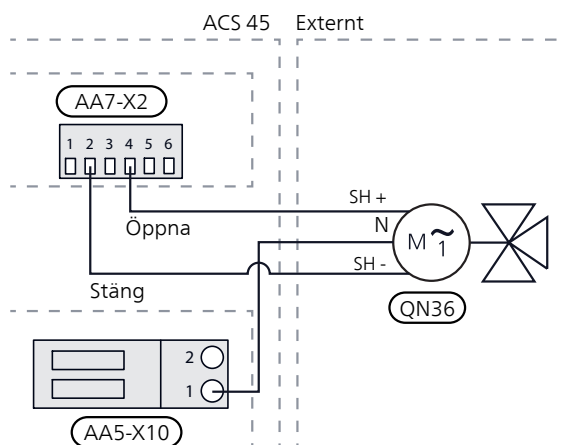 ACS 45 Externt
AA7-X2
1 2 3 4 5 6
SH +
Öppna
N
M ~ 1
SH -
Stäng
QN36
2
1
AA5-X10